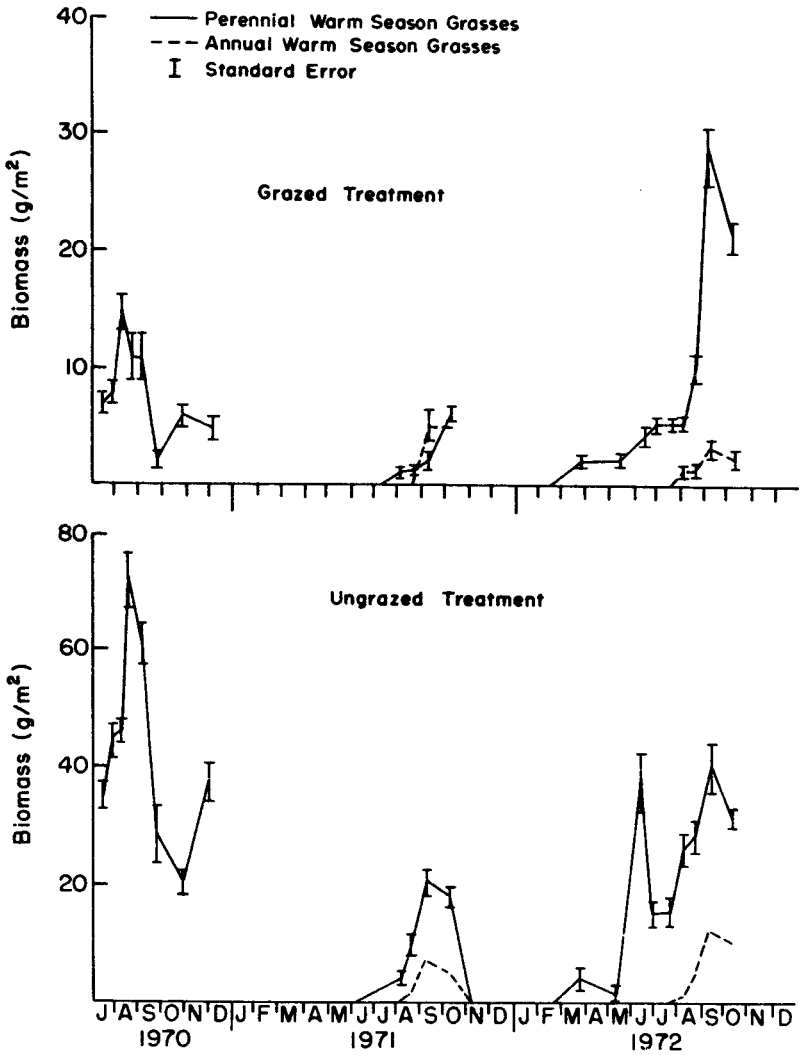 40
Perennial Warm Season Grasses
Annual Warm Season Grasses
Standard Error
30
Grazed Treatment
20
10
Biomass (g/m²)
80
Ungrazed Treatment
60
40
20
Biomass (g/m²)
J A S O N D J F M A M J J A S O N D J F M A M J J A S O N D
1970 1971 1972